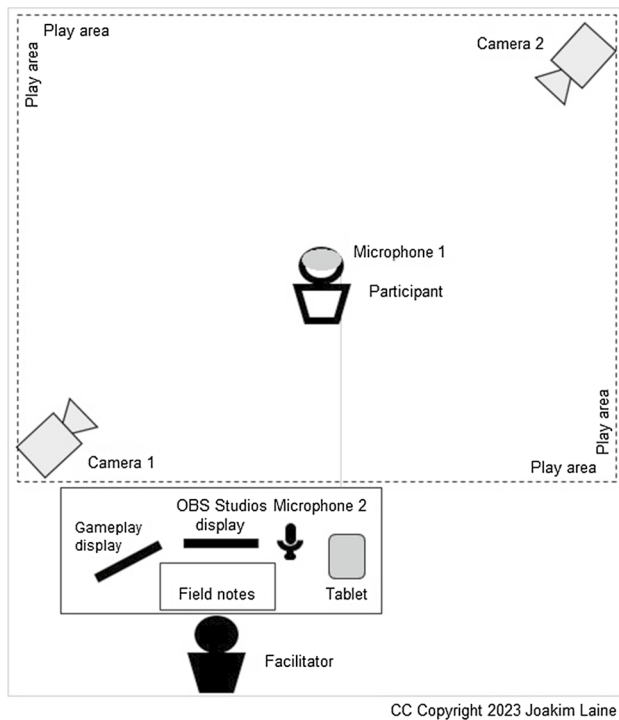 Play area
Play area
Camera 2
Microphone 1
Participant
Play area
Camera 1
Play area
OBS Studios Microphone 2
display
Gameplay
display
Field notes
Tablet
Facilitator
CC Copyright 2023 Joakim Laine